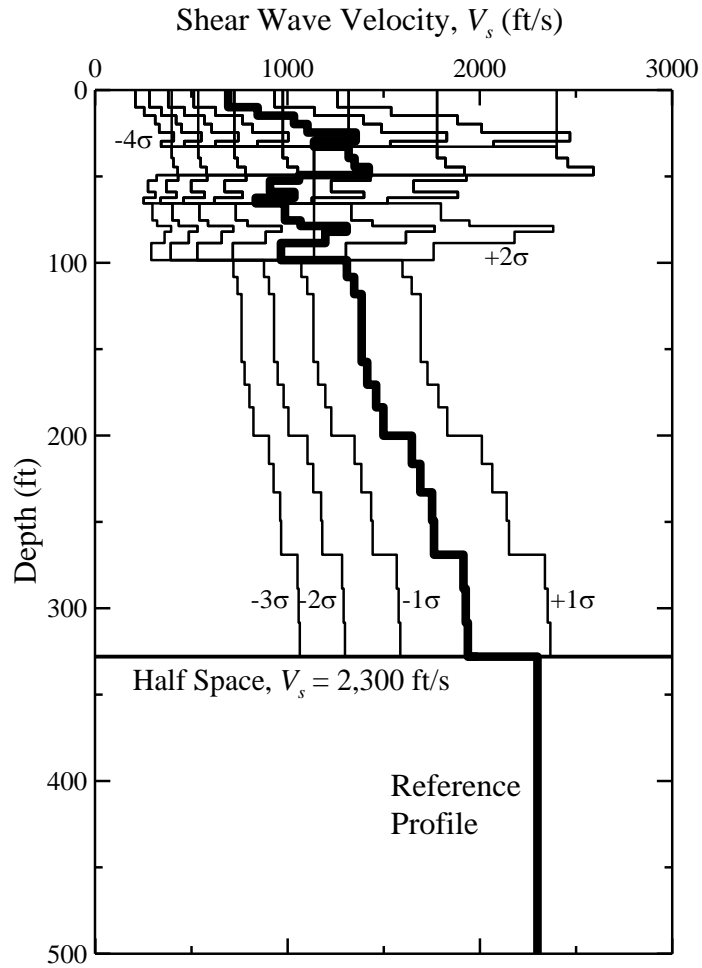 Shear Wave Velocity, Vs (ft/s)
0 1000 2000 3000
0
-4σ
+2σ
100
200
Depth (ft)
300
-3σ -2σ -1σ +1σ
Half Space, Vs = 2,300 ft/s
400
Reference
Profile
500